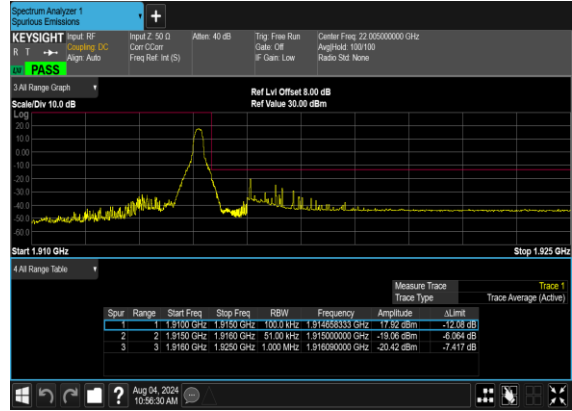 Spectrum Analyzer 1
Spurious Emissions
+
KEYSIGHT Input: RF Input Z: 50 Ω Atten: 40 dB Trig: Free Run Center Freq: 22.005000000 GHz
R T Coupling: DC Corr CCorr Gate: Off Avg|Hold: 100/100
Align: Auto Freq Ref: Int (S) IF Gain: Low Radio Std: None
PASS
3 All Range Graph
Ref Lvl Offset 8.00 dB
Scale/Div 10.0 dB Ref Value 30.00 dBm
Log
20.0
10.0
0.00
-10.0
-20.0
-30.0
-40.0
-50.0
-60.0
Start 1.910 GHz Stop 1.925 GHz
4 All Range Table
Measure Trace Trace 1
Trace Type Trace Average (Active)
Spur Range Start Freq Stop Freq RBW Frequency Amplitude ΔLimit
1 1 1.9100 GHz 1.9150 GHz 100.0 kHz 1.914658333 GHz 17.92 dBm -12.08 dB
2 2 1.9150 GHz 1.9160 GHz 51.00 kHz 1.915000000 GHz -19.06 dBm -6.064 dB
3 3 1.9160 GHz 1.9250 GHz 1.000 MHz 1.916090000 GHz -20.42 dBm -7.417 dB
? Aug 04, 2024
10:56:30 AM